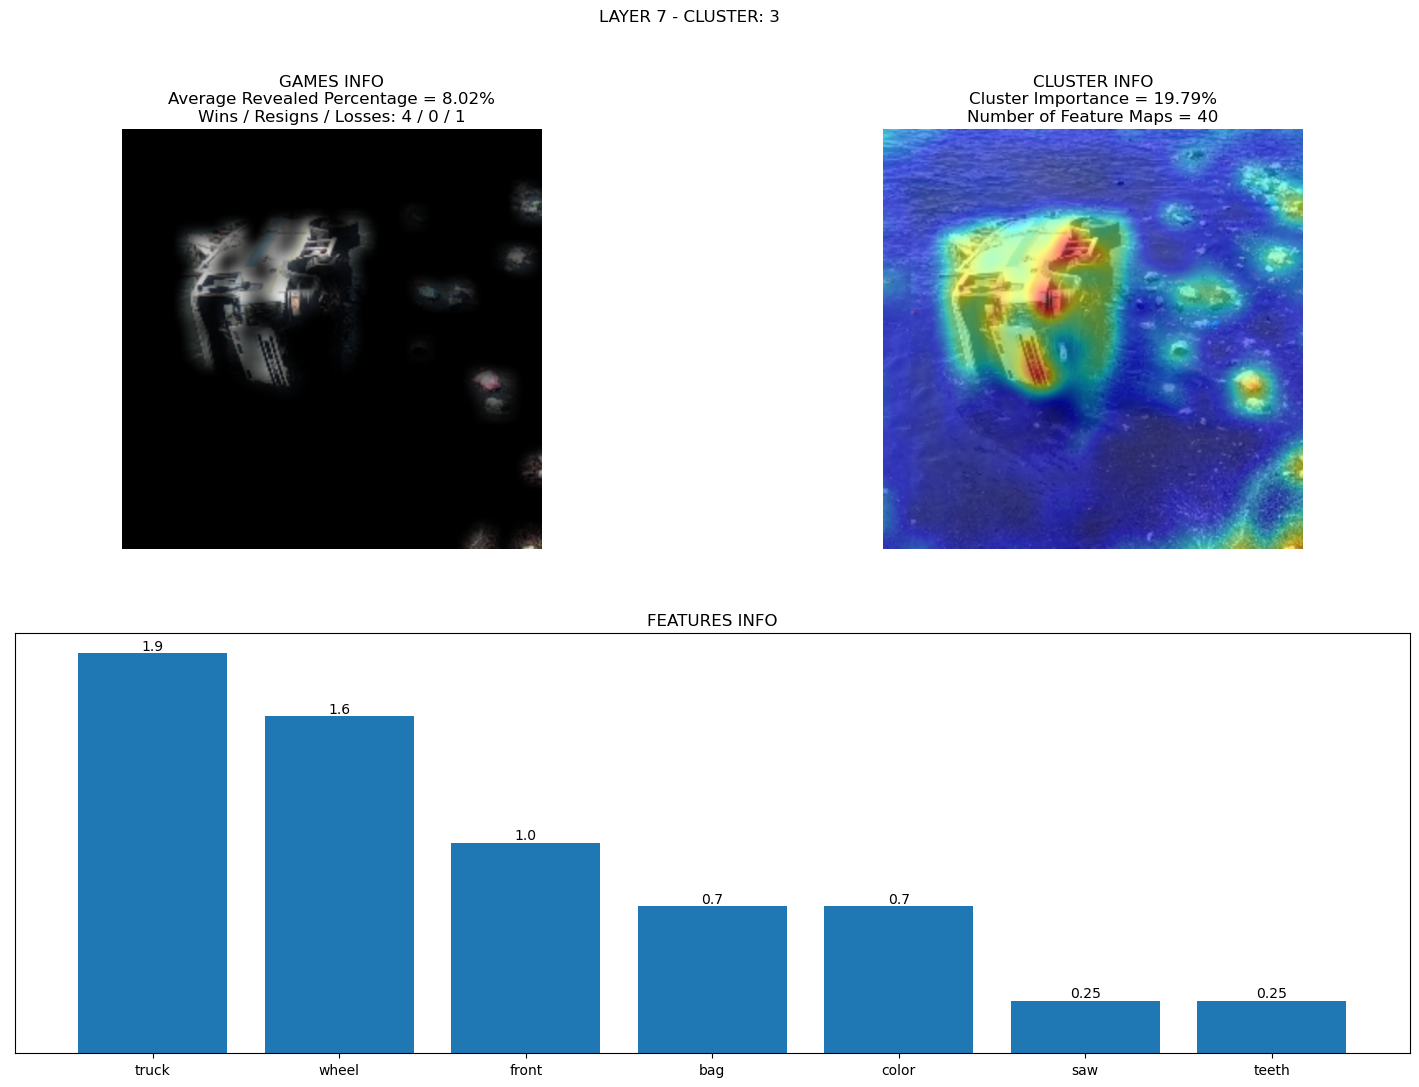 LAYER 7 - CLUSTER: 3
GAMES INFO
Average Revealed Percentage = 8.02%
Wins / Resigns / Losses: 4 / 0 / 1
CLUSTER INFO
Cluster Importance = 19.79%
Number of Feature Maps = 40
FEATURES INFO
1.9
1.6
1.0
0.7
0.7
0.25
0.25
truck
wheel
front
bag
color
saw
teeth